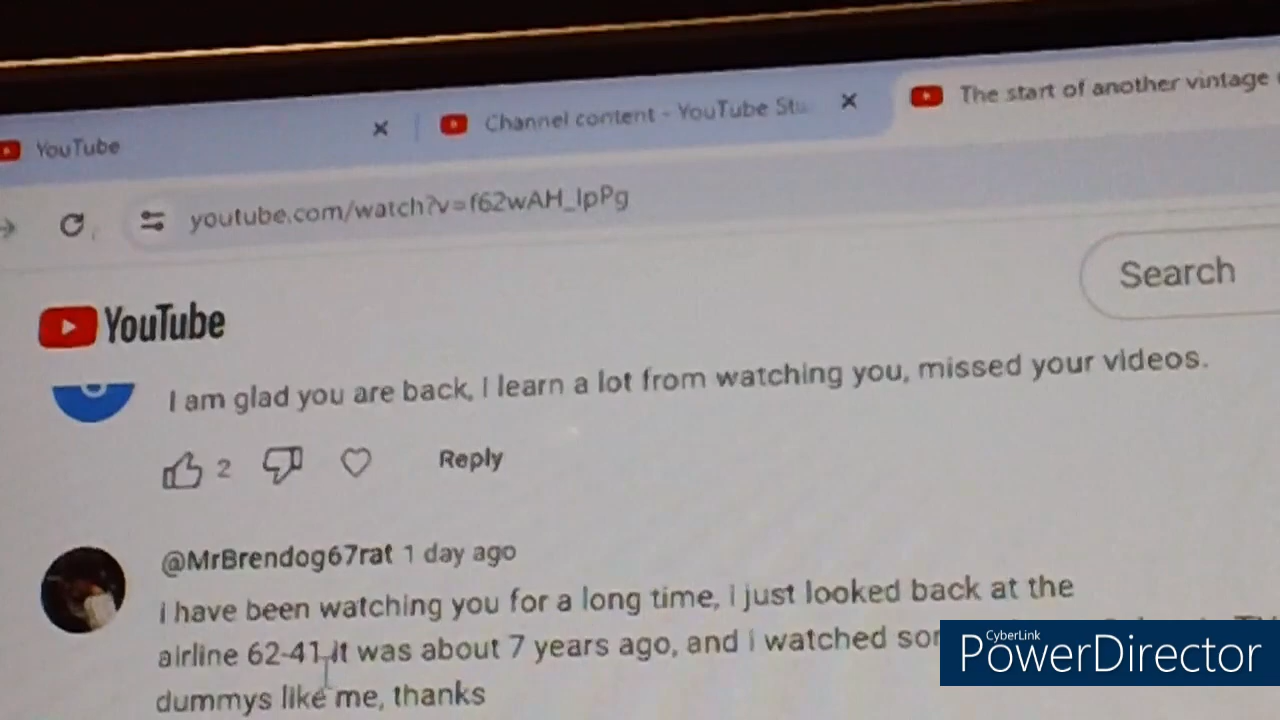 YouTube
Channel content - YouTube Stu
The start of another vintage
youtube.com/watch?v=f62wAH_IpPg
YouTube
Search
I am glad you are back, I learn a lot from watching you, missed your videos.
2
Reply
@MrBrendog67rat 1 day ago
i have been watching you for a long time, i just looked back at the
airline 62-41 it was about 7 years ago, and i watched
dummys like me, thanks
CyberLink
PowerDirector